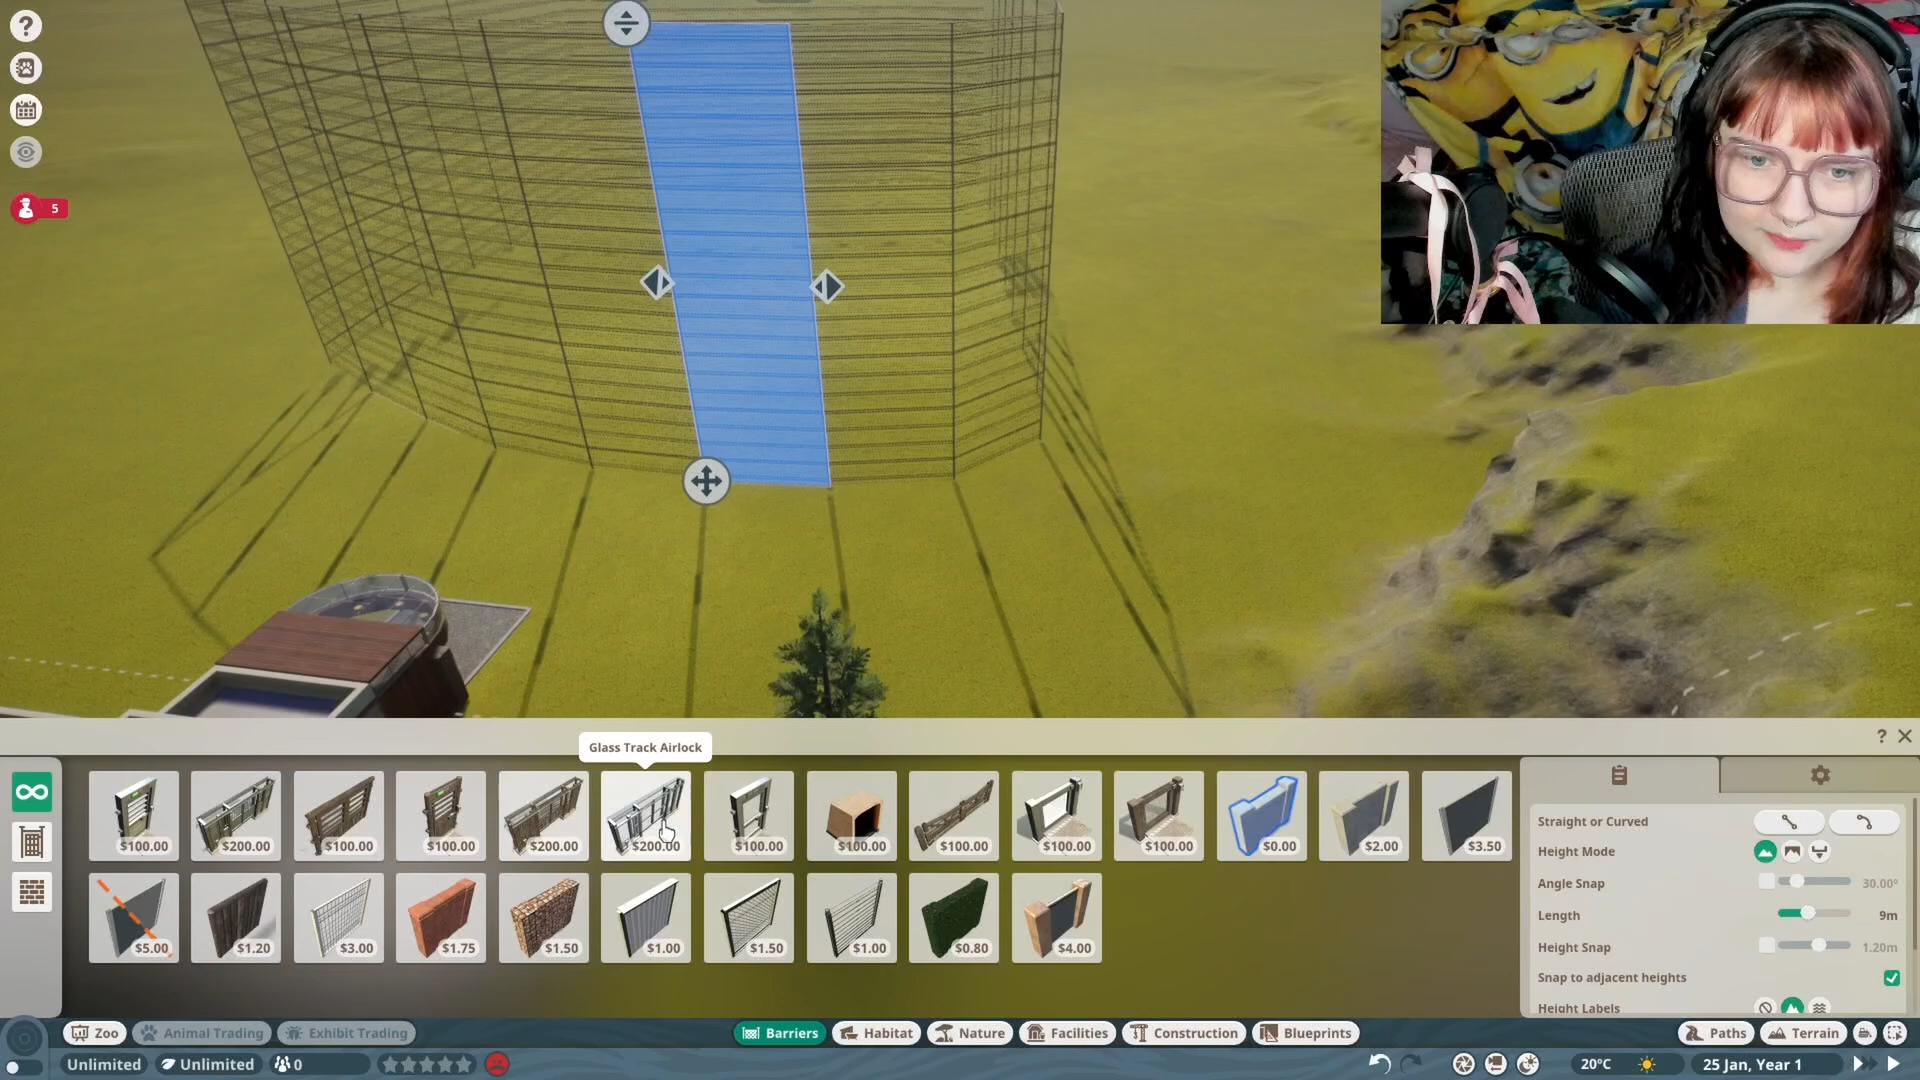 ?
5
Glass Track Airlock
? 
$100.00 $200.00 $100.00 $100.00 $200.00 $200.00 $100.00 $100.00 $100.00 $100.00 $100.00 $0.00 $2.00 $3.50
$5.00 $1.20 $3.00 $1.75 $1.50 $1.00 $1.50 $1.00 $0.80 $4.00
Straight or Curved
Height Mode
Angle Snap 30.00°
Length 9m
Height Snap 1.20m
Snap to adjacent heights
Height Labels
Zoo Animal Trading Exhibit Trading Barriers Habitat Nature Facilities Construction Blueprints Paths Terrain
Unlimited Unlimited 0 20°C 25 Jan, Year 1